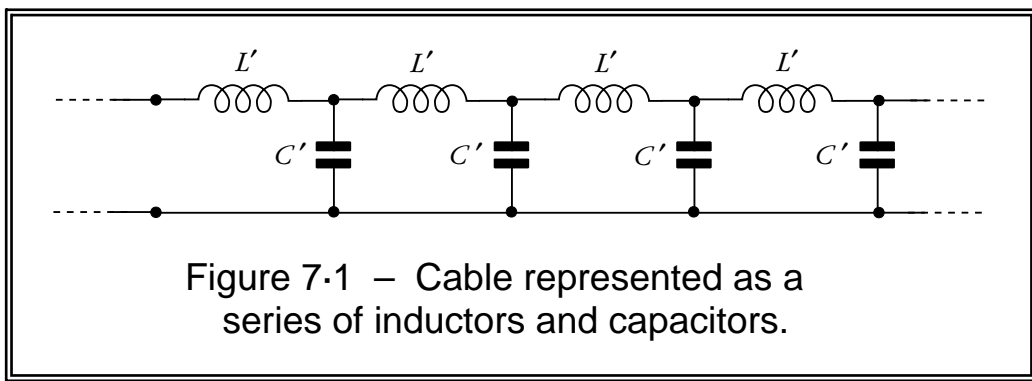 L′ L′ L′ L′
C′ C′ C′ C′
Figure 7·1 – Cable represented as a
series of inductors and capacitors.